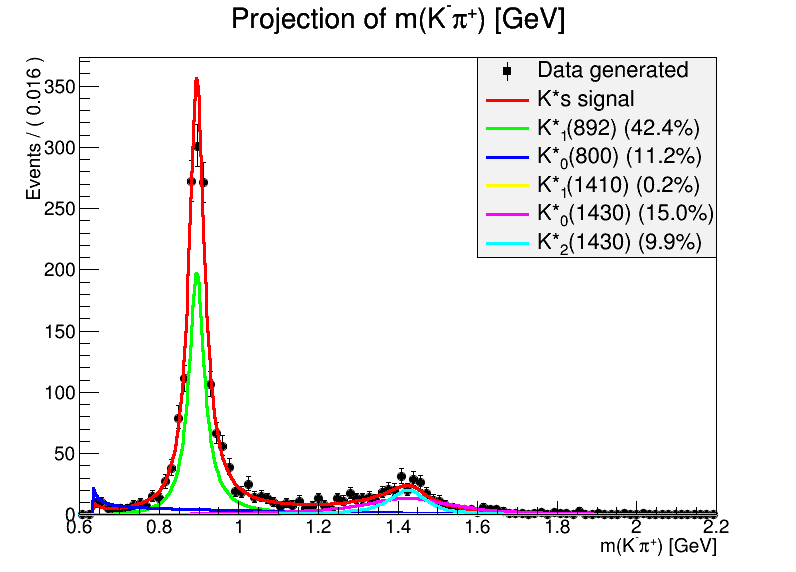 Projection of m(K⁻π⁺) [GeV]
Events / ( 0.016 )
350
300
250
200
150
100
50
0
Data generated
K*s signal
K*₁(892) (42.4%)
K*₀(800) (11.2%)
K*₁(1410) (0.2%)
K*₀(1430) (15.0%)
K*₂(1430) (9.9%)
0.6 0.8 1 1.2 1.4 1.6 1.8 2 2.2
m(K⁻π⁺) [GeV]